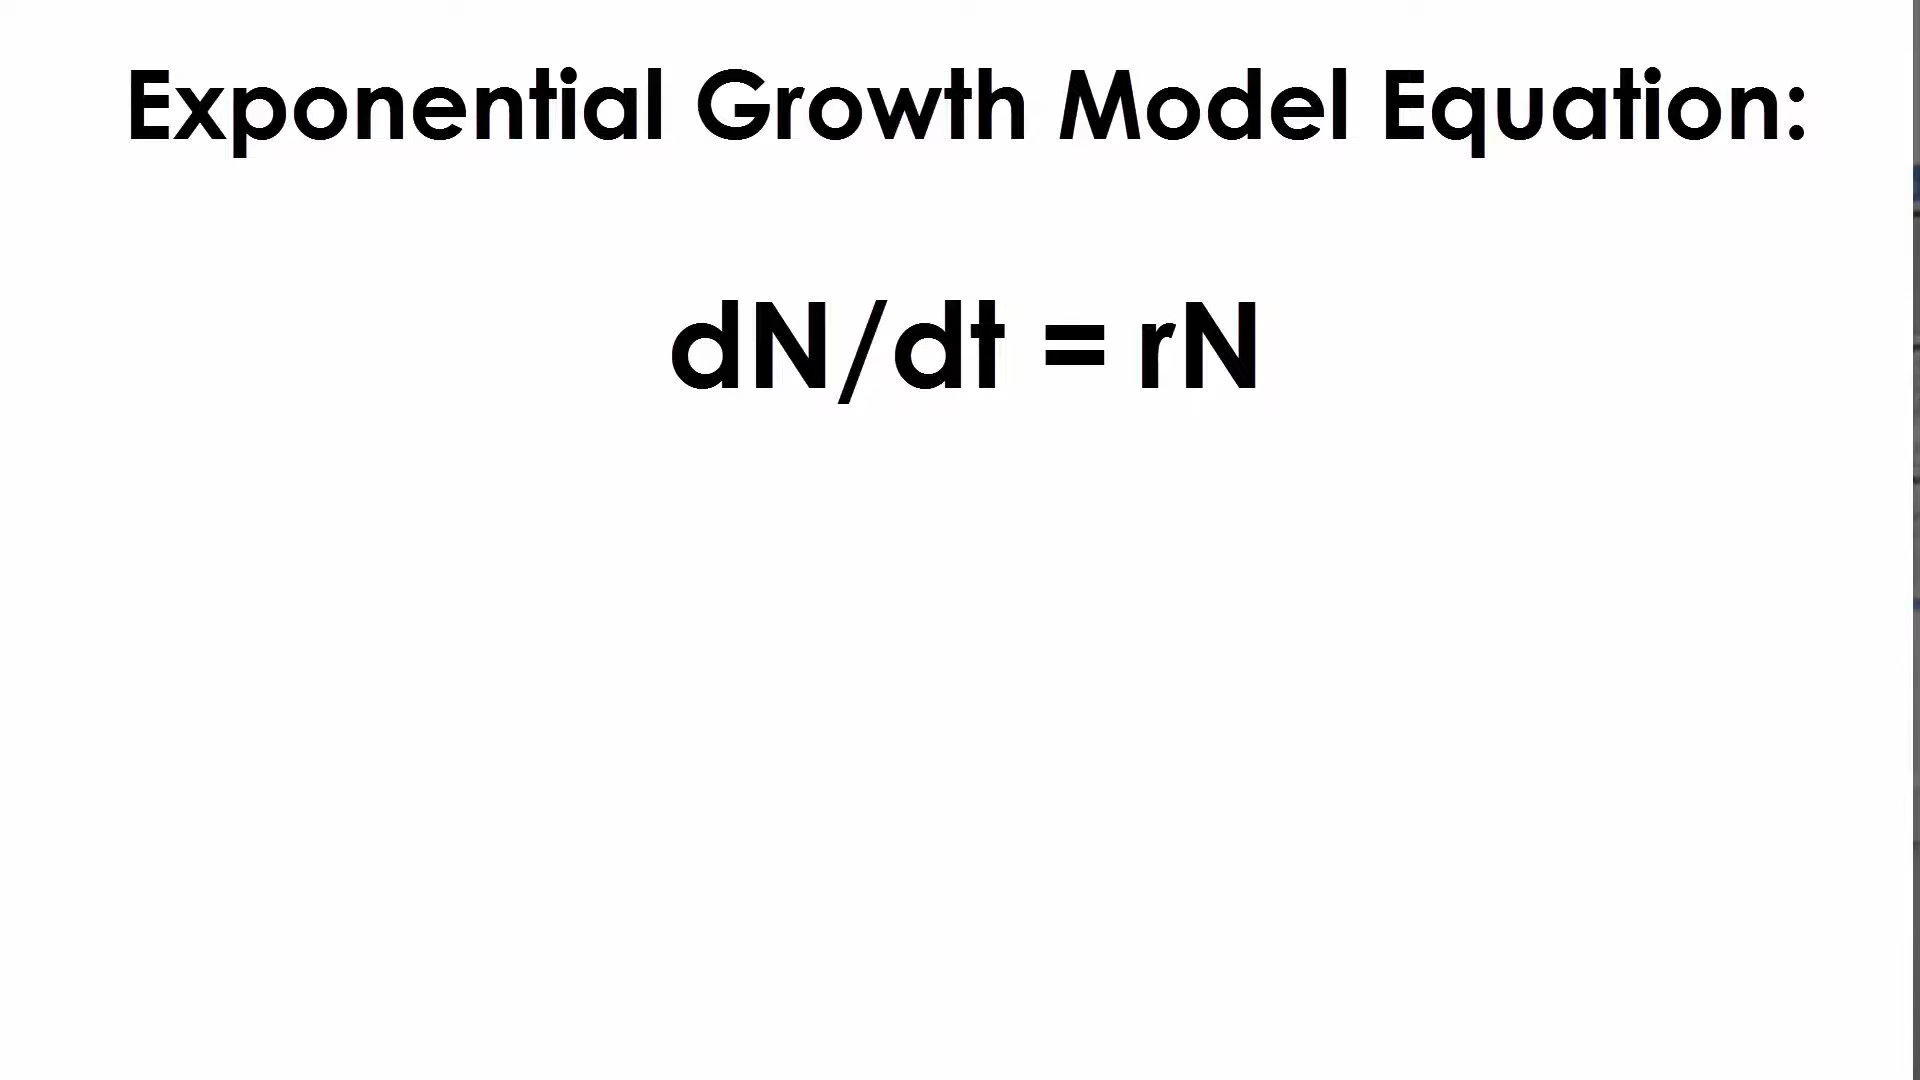 Exponential Growth Model Equation:
dN/dt = rN